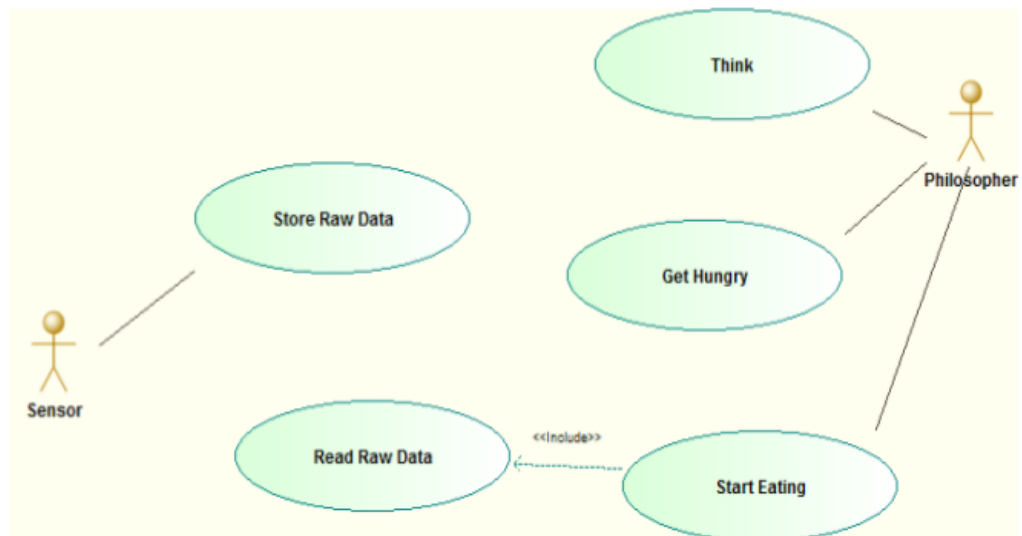 Think
Philosopher
Store Raw Data
Get Hungry
Sensor
<<Include>>
Read Raw Data
Start Eating